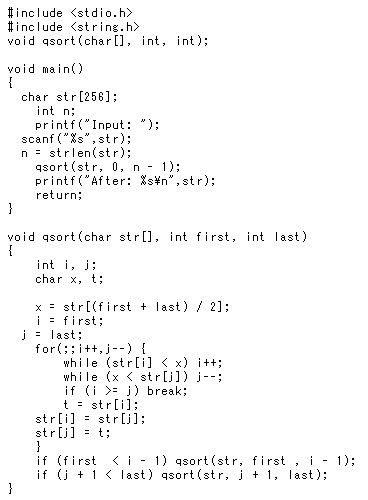 #include <stdio.h>
#include <string.h>
void qsort(char[], int, int);

void main()
{
  char str[256];
    int n;
    printf("Input: ");
  scanf("%s",str);
  n = strlen(str);
    qsort(str, 0, n - 1);
    printf("After: %s¥n",str);
    return;
}

void qsort(char str[], int first, int last)
{
    int i, j;
    char x, t;

    x = str[(first + last) / 2];
    i = first;
  j = last;
    for(;;i++,j--) {
        while (str[i] < x) i++;
        while (x < str[j]) j--;
        if (i >= j) break;
        t = str[i];
    str[i] = str[j];
    str[j] = t;
    }
    if (first  < i - 1) qsort(str, first , i - 1);
    if (j + 1 < last) qsort(str, j + 1, last);
}